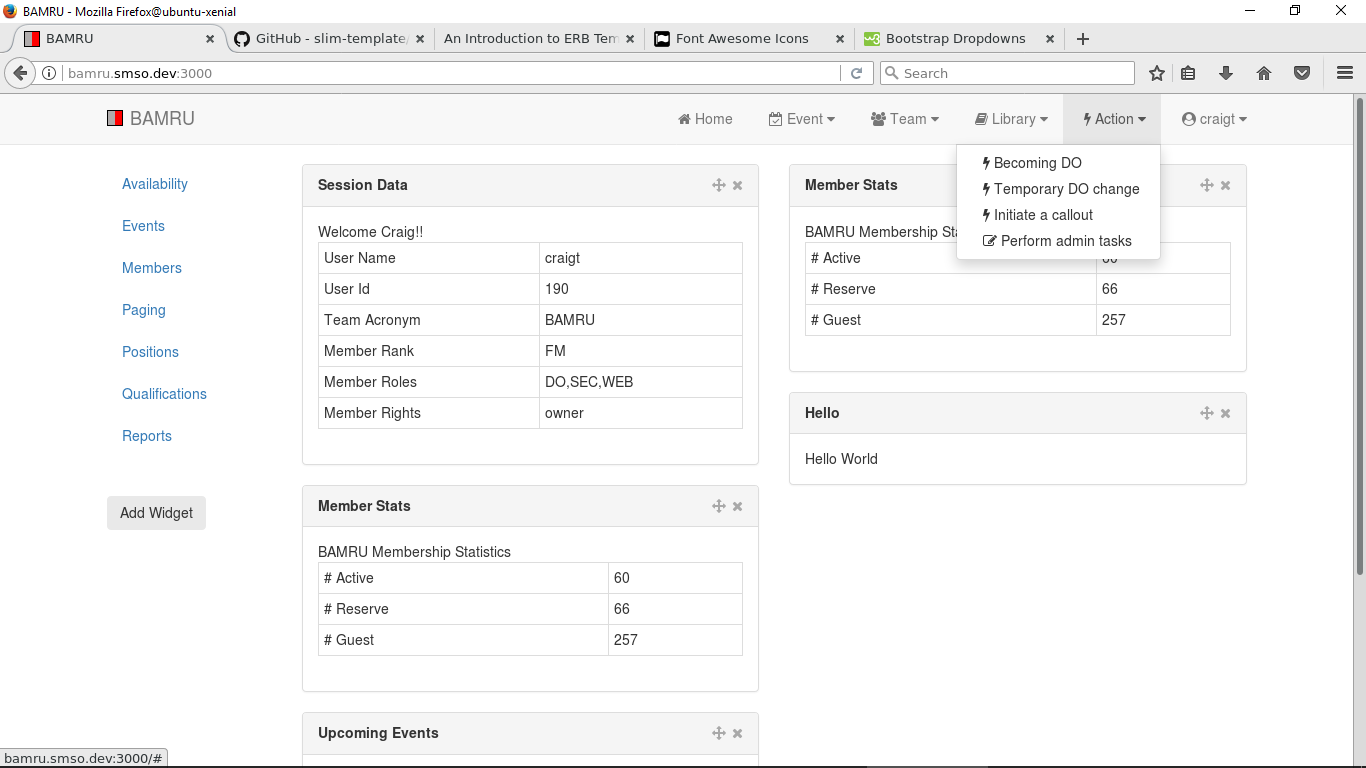 BAMRU - Mozilla Firefox@ubuntu-xenial
BAMRU
GitHub - slim-template
An Introduction to ERB Tem
Font Awesome Icons
Bootstrap Dropdowns
bamru.smso.dev:3000
Search
BAMRU
Home
Event
Team
Library
Action
craigt
Becoming DO
Temporary DO change
Initiate a callout
Perform admin tasks
Availability
Events
Members
Paging
Positions
Qualifications
Reports
Add Widget
Session Data
Welcome Craig!!
User Name craigt
User Id 190
Team Acronym BAMRU
Member Rank FM
Member Roles DO,SEC,WEB
Member Rights owner
Member Stats
BAMRU Membership Statistics
# Active 60
# Reserve 66
# Guest 257
Upcoming Events
Member Stats
BAMRU Membership
# Active 60
# Reserve 66
# Guest 257
Hello
Hello World
bamru.smso.dev:3000/#